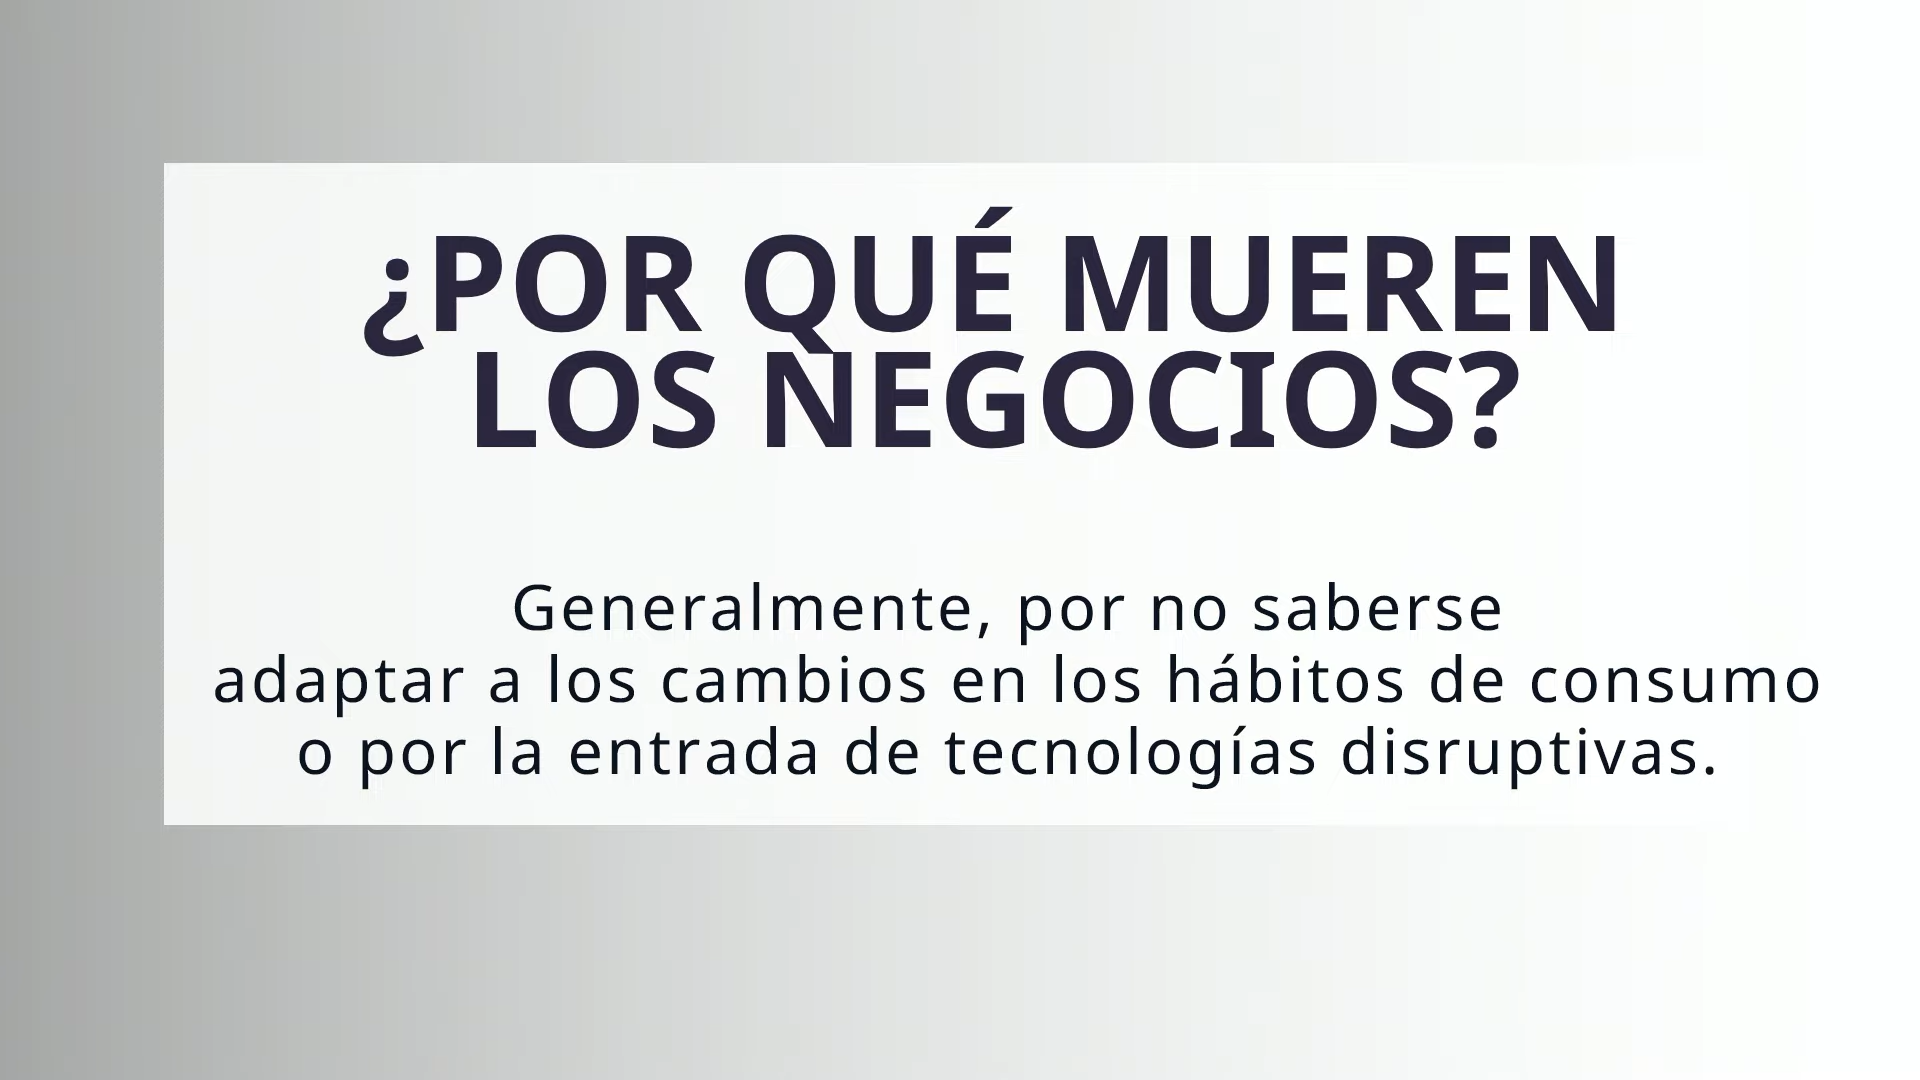 ¿POR QUÉ MUEREN
LOS NEGOCIOS?
Generalmente, por no saberse
adaptar a los cambios en los hábitos de consumo
o por la entrada de tecnologías disruptivas.